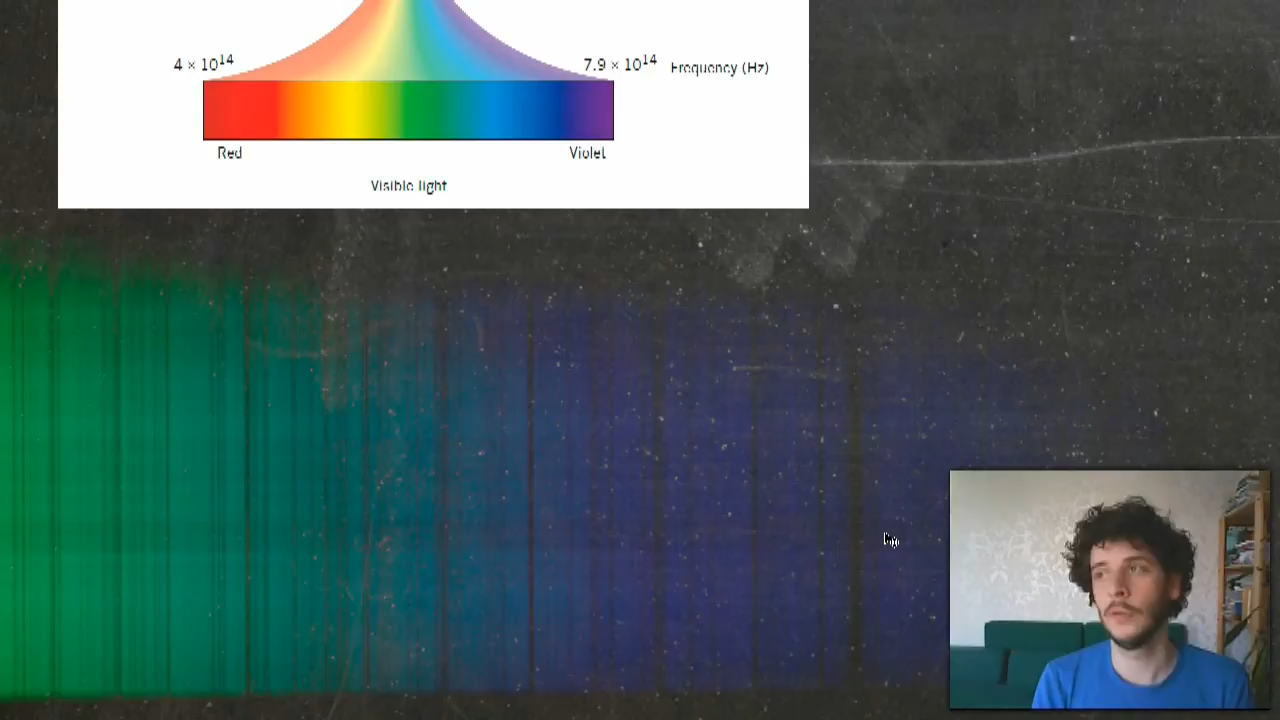 4 × 10¹⁴
7.9 × 10¹⁴ Frequency (Hz)
Red
Violet
Visible light